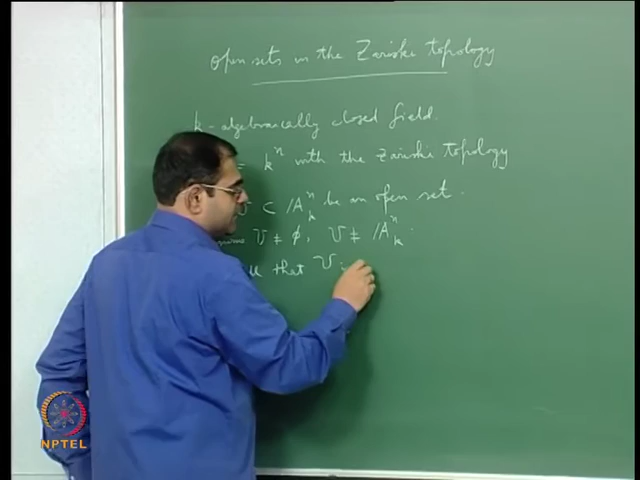 Open sets in the Zariski topology
k - algebraically closed field.
= kⁿ with the Zariski topology
⊂ 𝔸ⁿₖ be an open set.
U ≠ φ, U ≠ 𝔸ⁿₖ.
that U
NPTEL